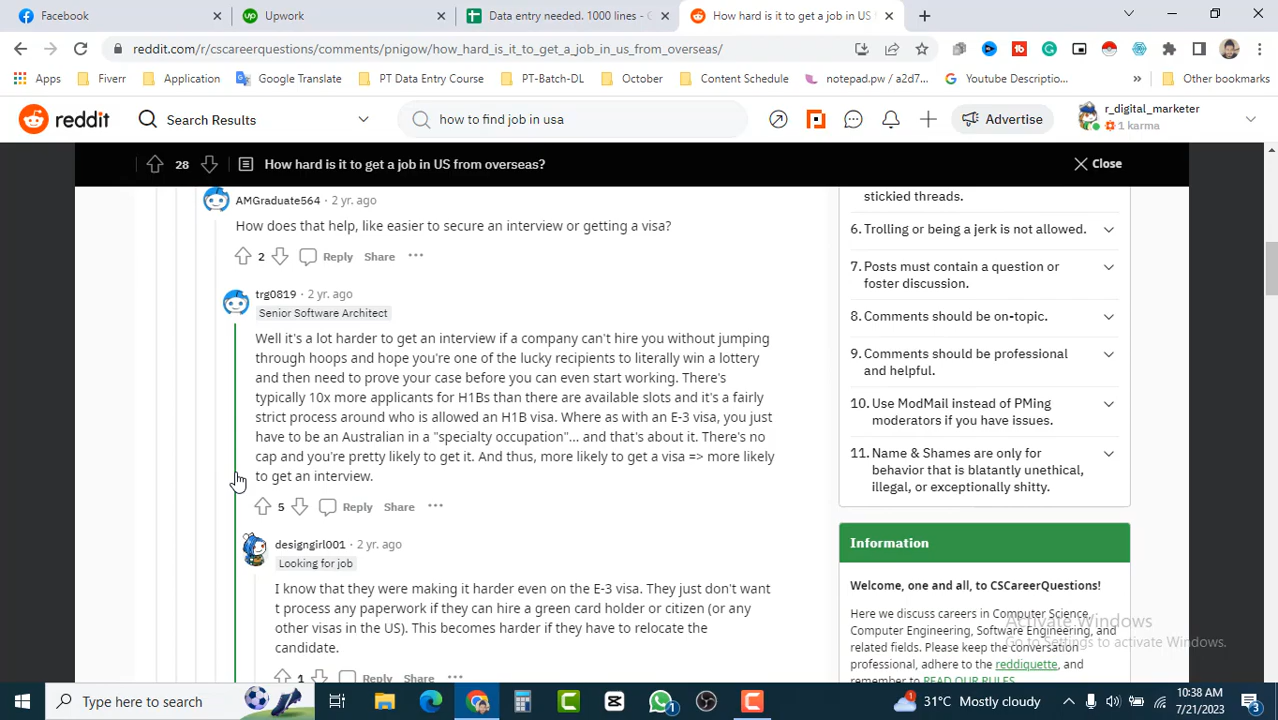 Facebook
Upwork
Data entry needed. 1000 lines -
How hard is it to get a job in US
reddit.com/r/cscareerquestions/comments/pnigow/how_hard_is_it_to_get_a_job_in_us_from_overseas/
Apps
Fiverr
Application
Google Translate
PT Data Entry Course
PT-Batch-DL
October
Content Schedule
notepad.pw / a2d7...
Youtube Descriptio...
Other bookmarks
reddit
Search Results
how to find job in usa
Advertise
r_digital_marketer
1 karma
28
How hard is it to get a job in US from overseas?
Close
AMGraduate564 · 2 yr. ago
How does that help, like easier to secure an interview or getting a visa?
2
Reply
Share
trg0819 · 2 yr. ago
Senior Software Architect
Well it's a lot harder to get an interview if a company can't hire you without jumping
through hoops and hope you're one of the lucky recipients to literally win a lottery
and then need to prove your case before you can even start working. There's
typically 10x more applicants for H1Bs than there are available slots and it's a fairly
strict process around who is allowed an H1B visa. Where as with an E-3 visa, you just
have to be an Australian in a "specialty occupation"... and that's about it. There's no
cap and you're pretty likely to get it. And thus, more likely to get a visa => more likely
to get an interview.
5
Reply
Share
designgirl001 · 2 yr. ago
Looking for job
I know that they were making it harder even on the E-3 visa. They just don't want
t process any paperwork if they can hire a green card holder or citizen (or any
other visas in the US). This becomes harder if they have to relocate the
candidate.
1
Reply
Share
stickied threads.
6. Trolling or being a jerk is not allowed.
7. Posts must contain a question or
foster discussion.
8. Comments should be on-topic.
9. Comments should be professional
and helpful.
10. Use ModMail instead of PMing
moderators if you have issues.
11. Name & Shames are only for
behavior that is blatantly unethical,
illegal, or exceptionally shitty.
Information
Welcome, one and all, to CSCareerQuestions!
Here we discuss careers in Computer Science,
Computer Engineering, Software Engineering, and
related fields. Please keep the conversation
professional, adhere to the reddiquette, and
remember to READ OUR RULES.
Activate Windows
Go to Settings to activate Windows.
Type here to search
1
31°C Mostly cloudy
10:38 AM
7/21/2023
3